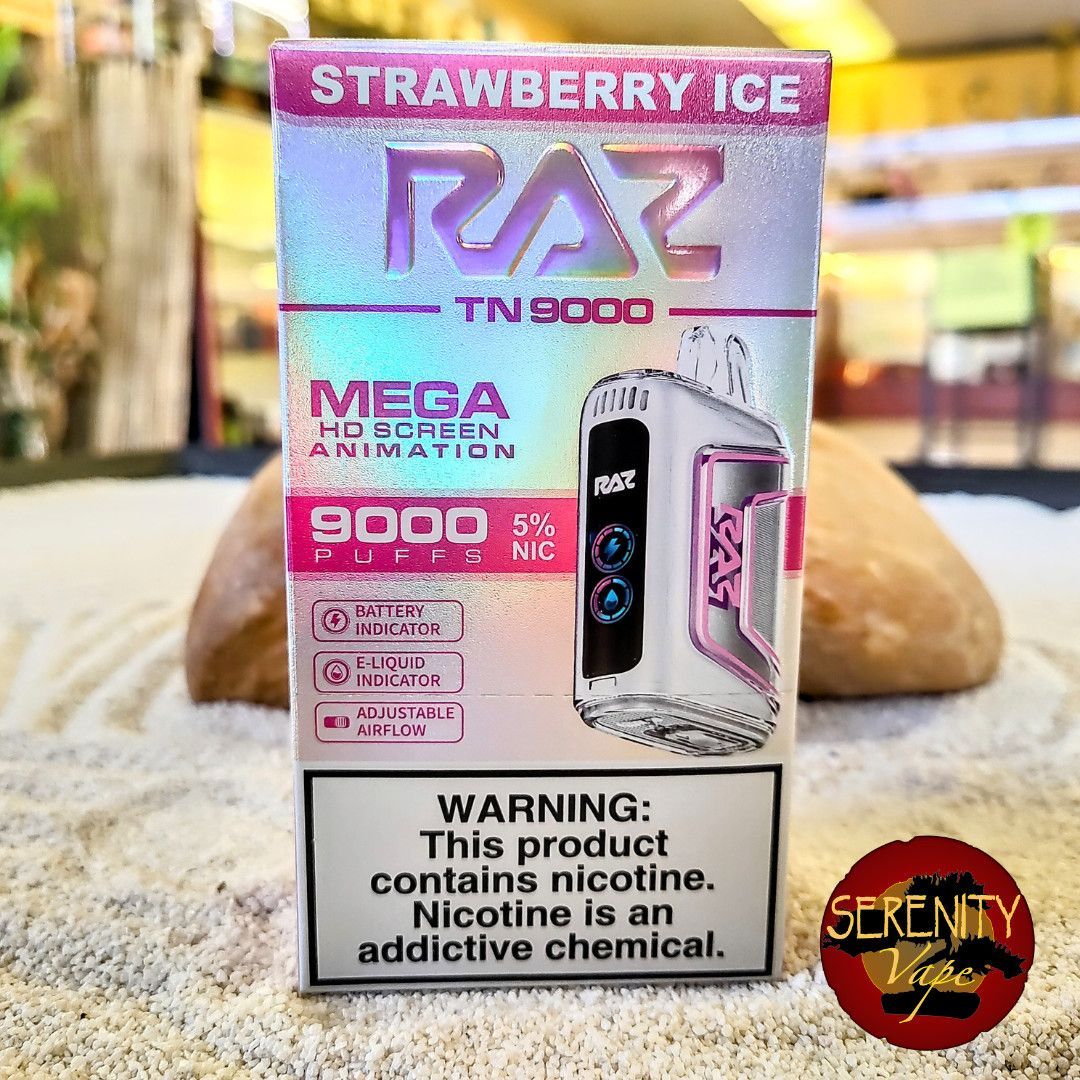 STRAWBERRY ICE
RAZ
TN 9000
MEGA
HD SCREEN
ANIMATION
9000
PUFFS
5%
NIC
BATTERY
INDICATOR
E-LIQUID
INDICATOR
ADJUSTABLE
AIRFLOW
RAZ
RAZ
WARNING:
This product
contains nicotine.
Nicotine is an
addictive chemical.
SERENITY
Vape